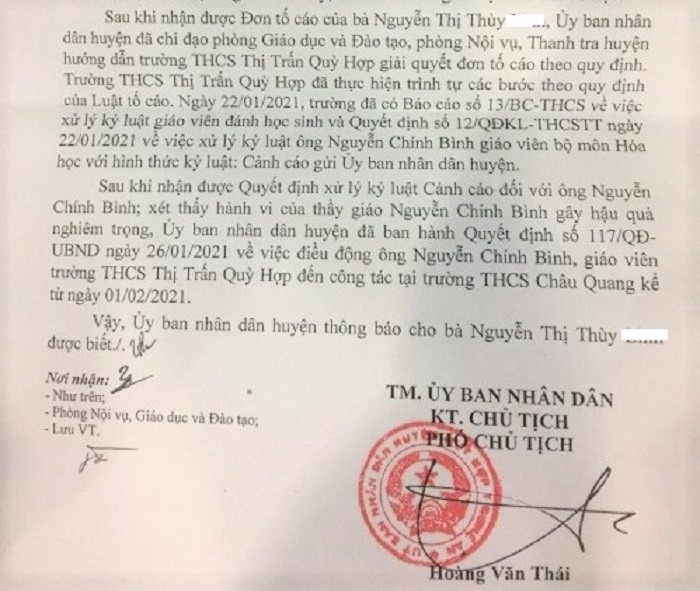 Sau khi nhận được Đơn tố cáo của bà Nguyễn Thị Thùy, Ủy ban nhân
dân huyện đã chỉ đạo phòng Giáo dục và Đào tạo, phòng Nội vụ, Thanh tra huyện
hướng dẫn trường THCS Thị Trấn Quỳ Hợp giải quyết đơn tố cáo theo quy định.
Trường THCS Thị Trấn Quỳ Hợp đã thực hiện trình tự các bước theo quy định
của Luật tố cáo. Ngày 22/01/2021, trường đã có Báo cáo số 13/BC-THCS về việc
xử lý kỷ luật giáo viên đánh học sinh và Quyết định số 12/QĐKL-THCSTT ngày
22/01/2021 về việc xử lý kỷ luật ông Nguyễn Chính Bình giáo viên bộ môn Hóa
học với hình thức kỷ luật: Cảnh cáo gửi Ủy ban nhân dân huyện.
Sau khi nhận được Quyết định xử lý kỷ luật Cảnh cáo đối với ông Nguyễn
Chính Bình; xét thấy hành vi của thầy giáo Nguyễn Chính Bình gây hậu quả
nghiêm trọng, Ủy ban nhân dân huyện đã ban hành Quyết định số 117/QĐ-
UBND ngày 26/01/2021 về việc điều động ông Nguyễn Chính Bình, giáo viên
trường THCS Thị Trấn Quỳ Hợp đến công tác tại trường THCS Châu Quang kể
từ ngày 01/02/2021.
Vậy, Ủy ban nhân dân huyện thông báo cho bà Nguyễn Thị Thùy
được biết./.
Nơi nhận:
- Như trên;
- Phòng Nội vụ, Giáo dục và Đào tạo;
- Lưu VT.
TM. ỦY BAN NHÂN DÂN
KT. CHỦ TỊCH
PHÓ CHỦ TỊCH
Hoàng Văn Thái